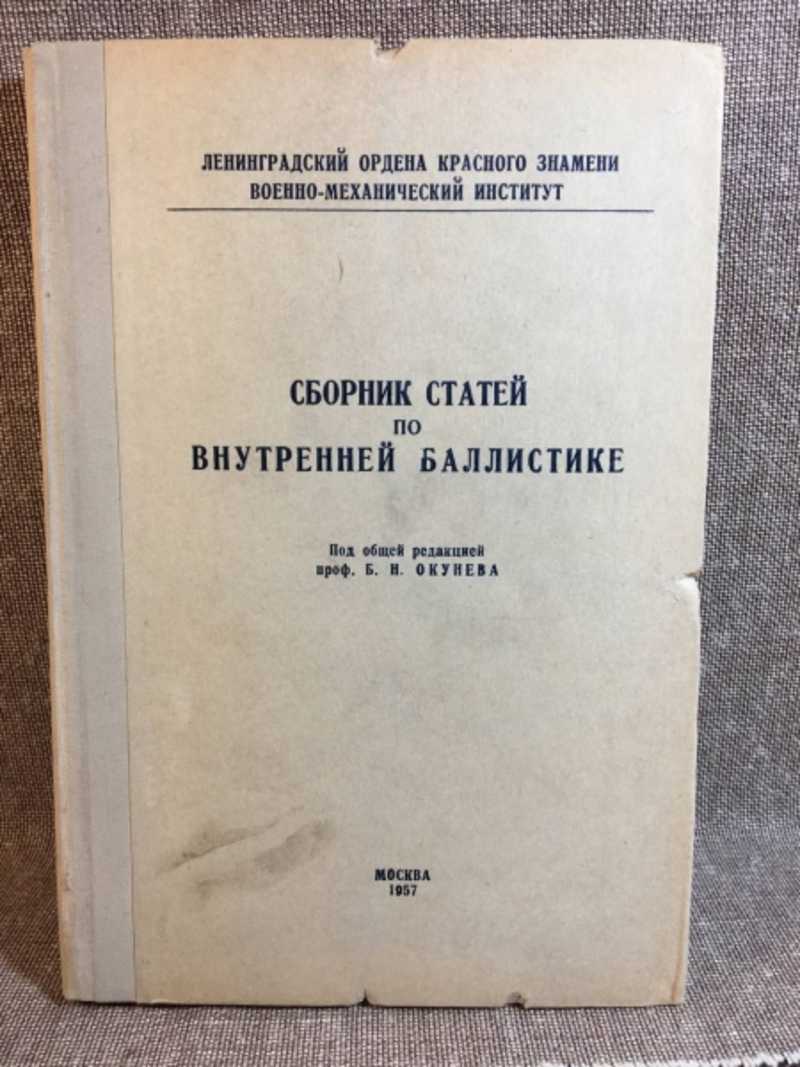 ЛЕНИНГРАДСКИЙ ОРДЕНА КРАСНОГО ЗНАМЕНИ
ВОЕННО-МЕХАНИЧЕСКИЙ ИНСТИТУТ
СБОРНИК СТАТЕЙ
ПО
ВНУТРЕННЕЙ БАЛЛИСТИКЕ
Под общей редакцией
проф. Б. Н. ОКУНЕВА
МОСКВА
1957